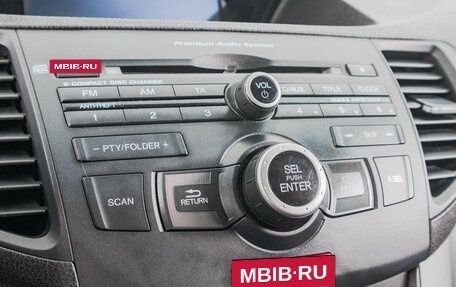 MBIB·RU
Premium Audio System
6-COMPACT DISC CHANGER
FM AM TA VOL CD/AUX TITLE CLOCK
ANTI-THEFT
1 2 3 4 5 6
− PTY/FOLDER + SKIP
SEL
PUSH
ENTER
SCAN RETURN A.SEL
MBIB·RU